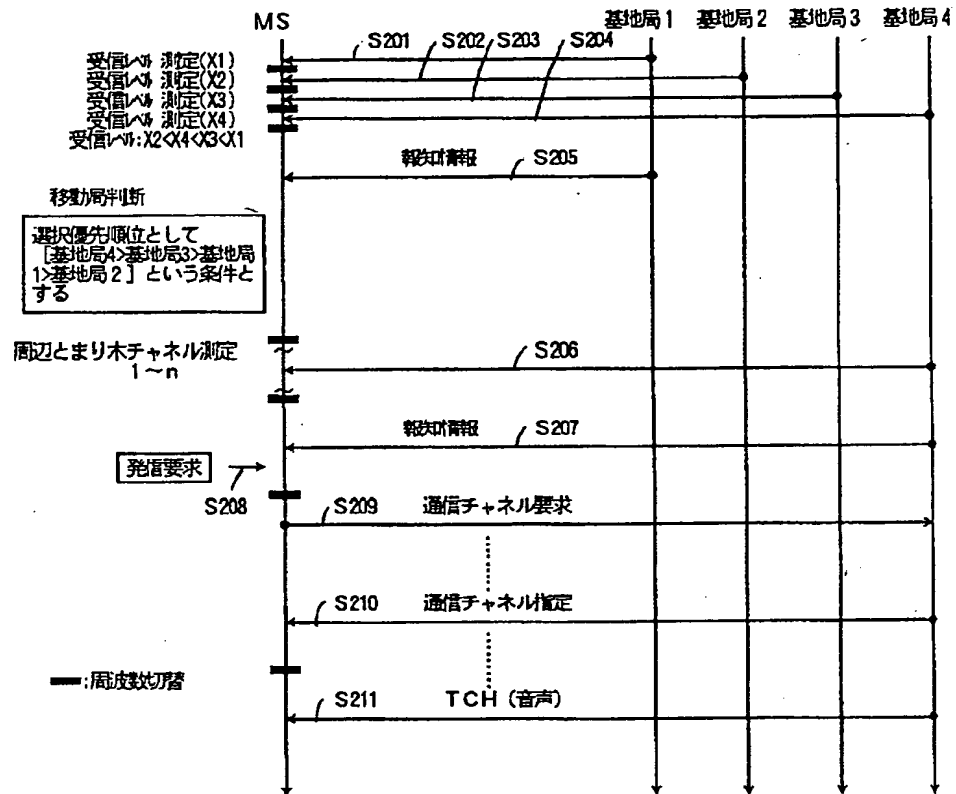 MS
基地局1 基地局2 基地局3 基地局4
S201 S202 S203 S204
受信レベル 測定(X1)
受信レベル 測定(X2)
受信レベル 測定(X3)
受信レベル 測定(X4)
受信レベル:X2<X4<X3<X1
報知情報 S205
移動局判断
選択優先順位として
[基地局4>基地局3>基地局
1>基地局2] という条件と
する
周辺とまり木チャネル測定
1~n
S206
報知情報 S207
発信要求
S208
S209 通信チャネル要求
S210 通信チャネル指定
:周波数切替
S211 TCH (音声)